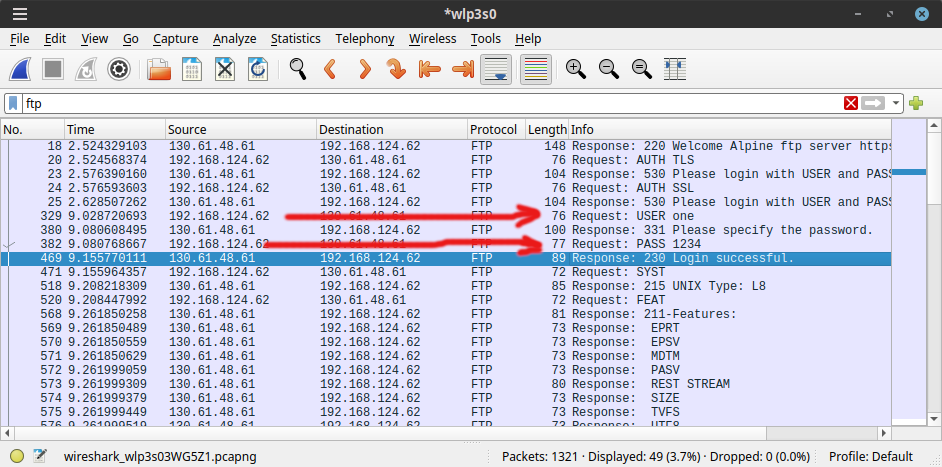 *wlp3s0
File Edit View Go Capture Analyze Statistics Telephony Wireless Tools Help
ftp
No. Time Source Destination Protocol Length Info
18 2.524329103 130.61.48.61 192.168.124.62 FTP 148 Response: 220 Welcome Alpine ftp server https
20 2.524568374 192.168.124.62 130.61.48.61 FTP 76 Request: AUTH TLS
23 2.576390160 130.61.48.61 192.168.124.62 FTP 104 Response: 530 Please login with USER and PASS
24 2.576593603 192.168.124.62 130.61.48.61 FTP 76 Request: AUTH SSL
25 2.628507262 130.61.48.61 192.168.124.62 FTP 104 Response: 530 Please login with USER and PASS
329 9.028720693 192.168.124.62 130.61.48.61 FTP 76 Request: USER one
380 9.080608495 130.61.48.61 192.168.124.62 FTP 100 Response: 331 Please specify the password.
382 9.080768667 192.168.124.62 130.61.48.61 FTP 77 Request: PASS 1234
469 9.155770111 130.61.48.61 192.168.124.62 FTP 89 Response: 230 Login successful.
471 9.155964357 192.168.124.62 130.61.48.61 FTP 72 Request: SYST
518 9.208218309 130.61.48.61 192.168.124.62 FTP 85 Response: 215 UNIX Type: L8
520 9.208447992 192.168.124.62 130.61.48.61 FTP 72 Request: FEAT
568 9.261850258 130.61.48.61 192.168.124.62 FTP 81 Response: 211-Features:
569 9.261850489 130.61.48.61 192.168.124.62 FTP 73 Response: EPRT
570 9.261850559 130.61.48.61 192.168.124.62 FTP 73 Response: EPSV
571 9.261850629 130.61.48.61 192.168.124.62 FTP 73 Response: MDTM
572 9.261999059 130.61.48.61 192.168.124.62 FTP 73 Response: PASV
573 9.261999309 130.61.48.61 192.168.124.62 FTP 80 Response: REST STREAM
574 9.261999379 130.61.48.61 192.168.124.62 FTP 73 Response: SIZE
575 9.261999449 130.61.48.61 192.168.124.62 FTP 73 Response: TVFS
576 9.261999519 130.61.48.61 192.168.124.62 FTP 73 Response: UTF8
wireshark_wlp3s03WG5Z1.pcapng Packets: 1321 · Displayed: 49 (3.7%) · Dropped: 0 (0.0%) Profile: Default